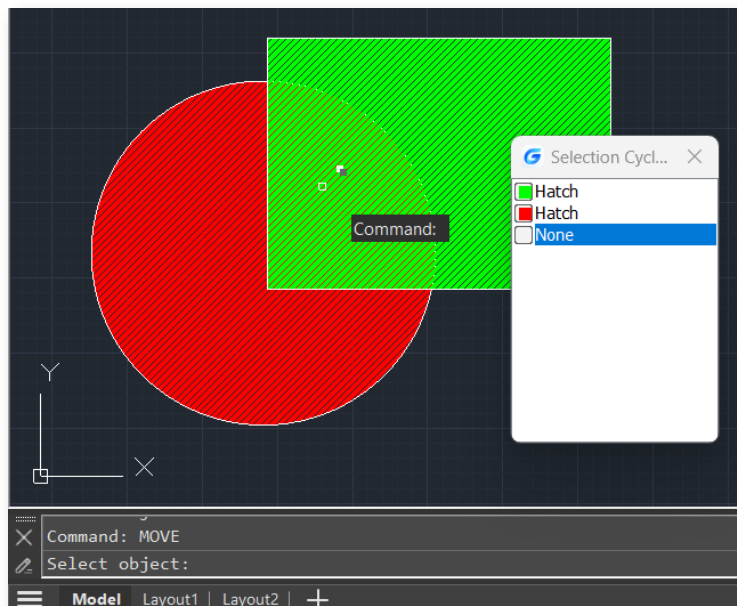 Selection Cycl...
Hatch
Hatch
None
Command:
Y
X
Command: MOVE
Select object:
Model Layout1 | Layout2 |